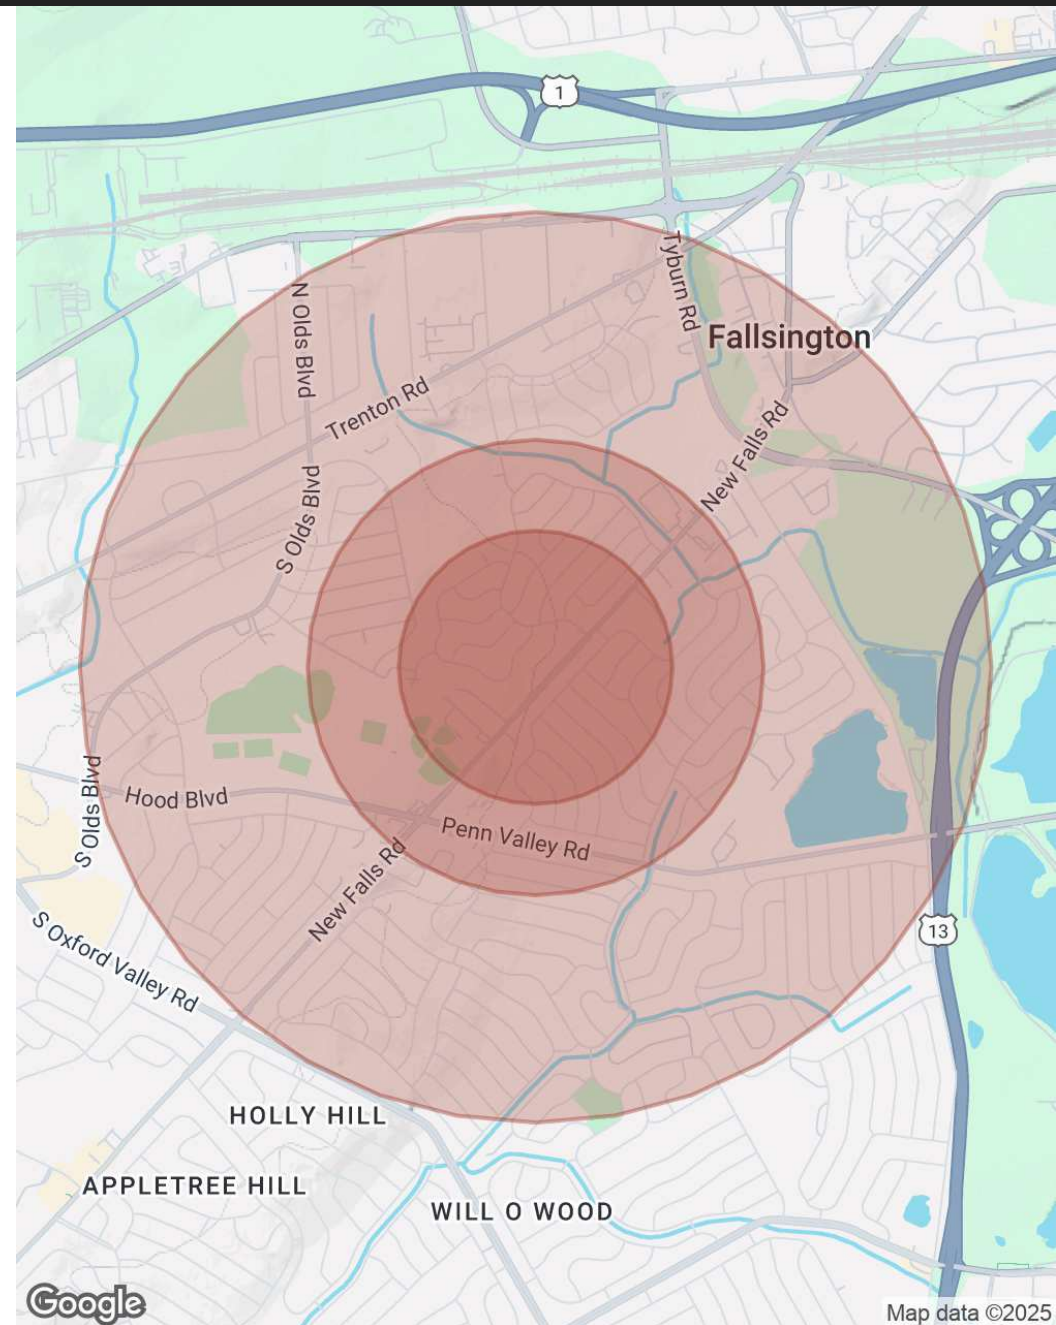 1
N Olds Blvd
Tyburn Rd
Fallsington
Trenton Rd
New Falls Rd
S Olds Blvd
S Olds Blvd
Hood Blvd
Penn Valley Rd
New Falls Rd
S Oxford Valley Rd
13
HOLLY HILL
APPLETREE HILL
WILL O WOOD
Google
Map data ©2025